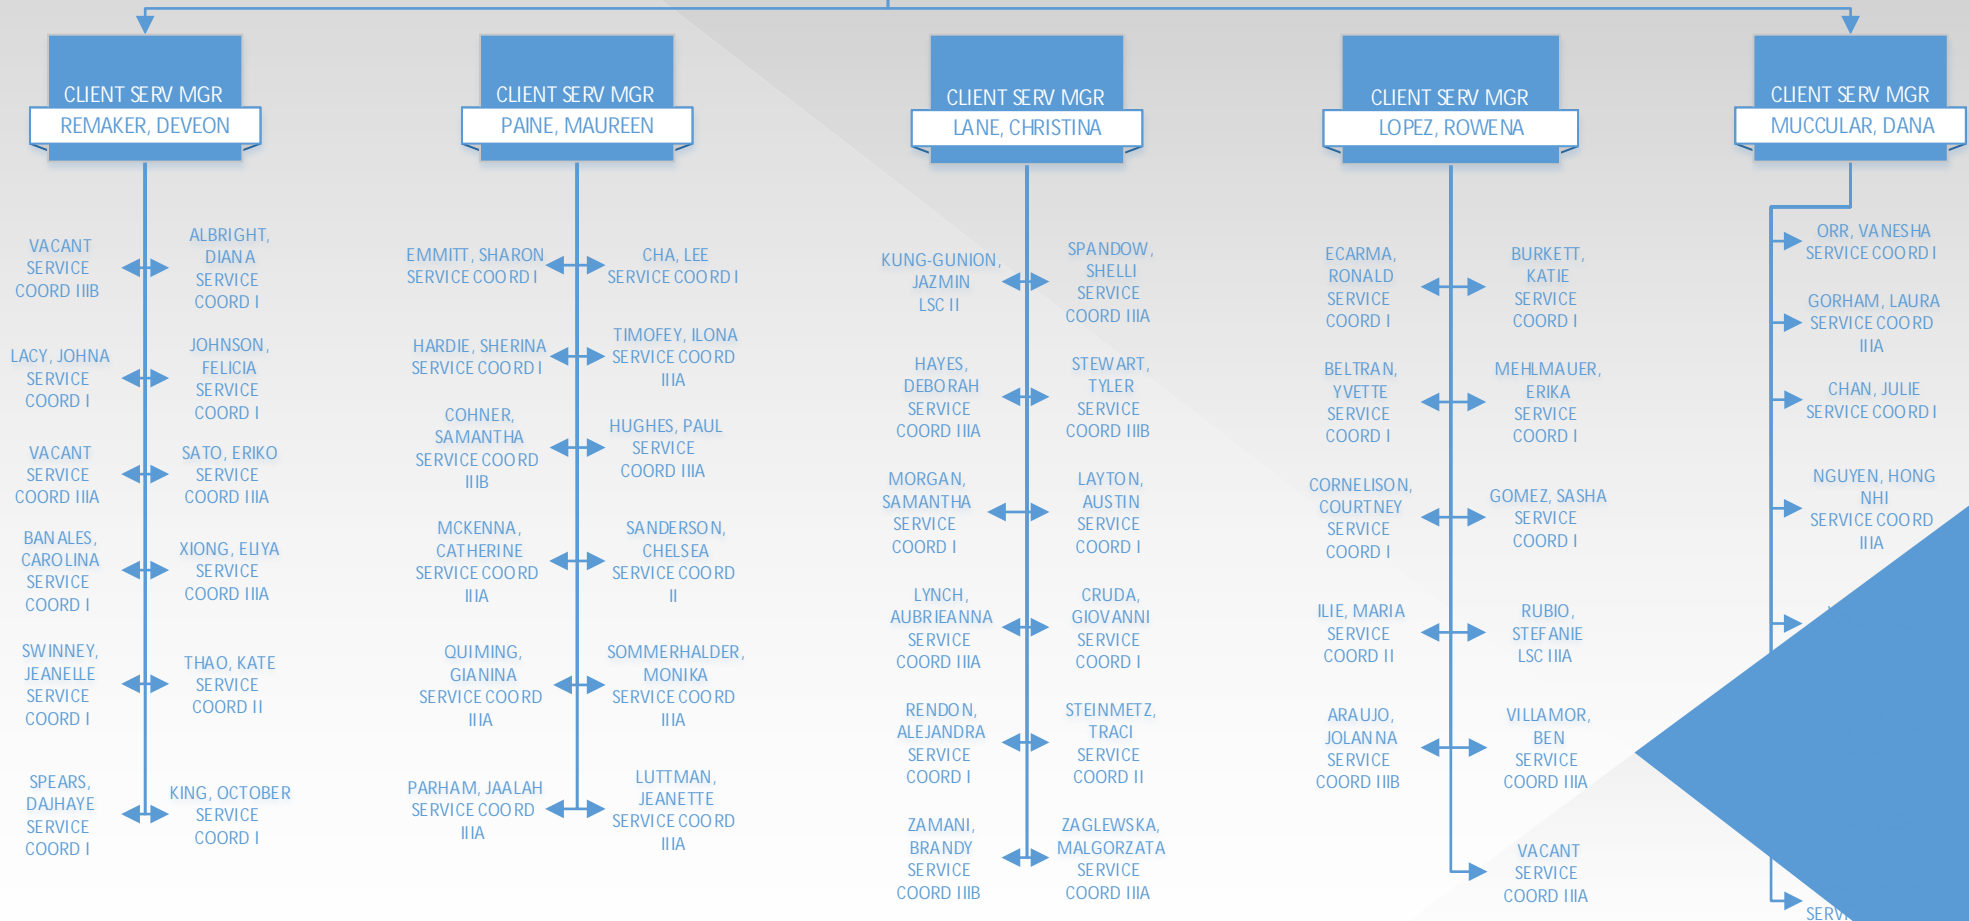 CLIENT SERV MGR
REMAKER, DEVEON
VACANT
SERVICE
COORD IIIB
ALBRIGHT,
DIANA
SERVICE
COORD I
LACY, JOHNA
SERVICE
COORD I
JOHNSON,
FELICIA
SERVICE
COORD I
VACANT
SERVICE
COORD IIIA
SATO, ERIKO
SERVICE
COORD IIIA
BANALES,
CAROLINA
SERVICE
COORD I
XIONG, ELIYA
SERVICE
COORD IIIA
SWINNEY,
JEANELLE
SERVICE
COORD I
THAO, KATE
SERVICE
COORD II
SPEARS,
DAJHAYE
SERVICE
COORD I
KING, OCTOBER
SERVICE
COORD I
CLIENT SERV MGR
PAINE, MAUREEN
EMMITT, SHARON
SERVICE COORD I
CHA, LEE
SERVICE COORD I
HARDIE, SHERINA
SERVICE COORD I
TIMOFEY, ILONA
SERVICE COORD
IIIA
COHNER,
SAMANTHA
SERVICE COORD
IIIB
HUGHES, PAUL
SERVICE
COORD IIIA
MCKENNA,
CATHERINE
SERVICE COORD
IIIA
SANDERSON,
CHELSEA
SERVICE COORD
II
QUIMING,
GIANINA
SERVICE COORD
IIIA
SOMMERHALDER,
MONIKA
SERVICE COORD
IIIA
PARHAM, JAALAH
SERVICE COORD
IIIA
LUTTMAN,
JEANETTE
SERVICE COORD
IIIA
CLIENT SERV MGR
LANE, CHRISTINA
KUNG-GUNION,
JAZMIN
LSC II
SPANDOW,
SHELLI
SERVICE
COORD IIIA
HAYES,
DEBORAH
SERVICE
COORD IIIA
STEWART,
TYLER
SERVICE
COORD IIIB
MORGAN,
SAMANTHA
SERVICE
COORD I
LAYTON,
AUSTIN
SERVICE
COORD I
LYNCH,
AUBRIEANNA
SERVICE
COORD IIIA
CRUDA,
GIOVANNI
SERVICE
COORD I
RENDON,
ALEJANDRA
SERVICE
COORD I
STEINMETZ,
TRACI
SERVICE
COORD II
ZAMANI,
BRANDY
SERVICE
COORD IIIB
ZAGLEWSKA,
MALGORZATA
SERVICE
COORD IIIA
CLIENT SERV MGR
LOPEZ, ROWENA
ECARMA,
RONALD
SERVICE
COORD I
BURKETT,
KATIE
SERVICE
COORD I
BELTRAN,
YVETTE
SERVICE
COORD I
MEHLMAUER,
ERIKA
SERVICE
COORD I
CORNELISON,
COURTNEY
SERVICE
COORD I
GOMEZ, SASHA
SERVICE
COORD I
ILIE, MARIA
SERVICE
COORD II
RUBIO,
STEFANIE
LSC IIIA
ARAUJO,
JOLANNA
SERVICE
COORD IIIB
VILLAMOR,
BEN
SERVICE
COORD IIIA
VACANT
SERVICE
COORD IIIA
CLIENT SERV MGR
MUCCULAR, DANA
ORR, VANESHA
SERVICE COORD I
GORHAM, LAURA
SERVICE COORD
IIIA
CHAN, JULIE
SERVICE COORD I
NGUYEN, HONG
NHI
SERVICE COORD
IIIA